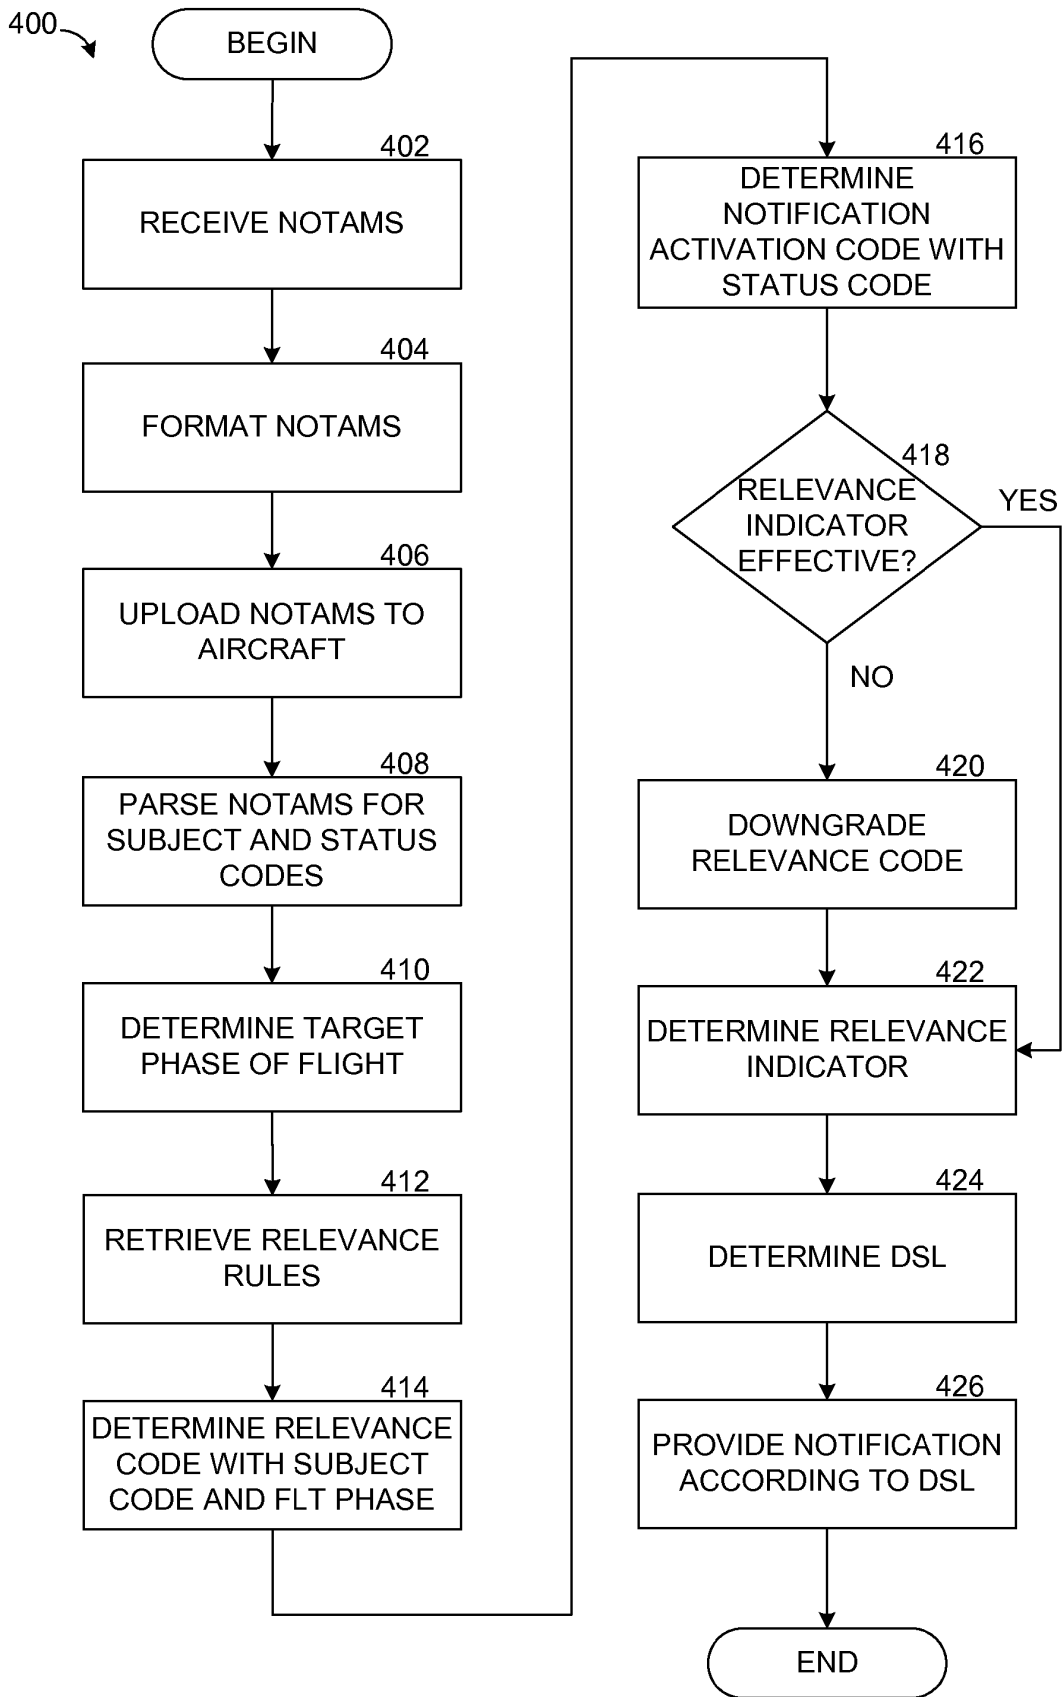 400
BEGIN
402
RECEIVE NOTAMS
404
FORMAT NOTAMS
406
UPLOAD NOTAMS TO
AIRCRAFT
408
PARSE NOTAMS FOR
SUBJECT AND STATUS
CODES
410
DETERMINE TARGET
PHASE OF FLIGHT
412
RETRIEVE RELEVANCE
RULES
414
DETERMINE RELEVANCE
CODE WITH SUBJECT
CODE AND FLT PHASE
416
DETERMINE
NOTIFICATION
ACTIVATION CODE WITH
STATUS CODE
418
RELEVANCE
INDICATOR
EFFECTIVE?
YES
NO
420
DOWNGRADE
RELEVANCE CODE
422
DETERMINE RELEVANCE
INDICATOR
424
DETERMINE DSL
426
PROVIDE NOTIFICATION
ACCORDING TO DSL
END